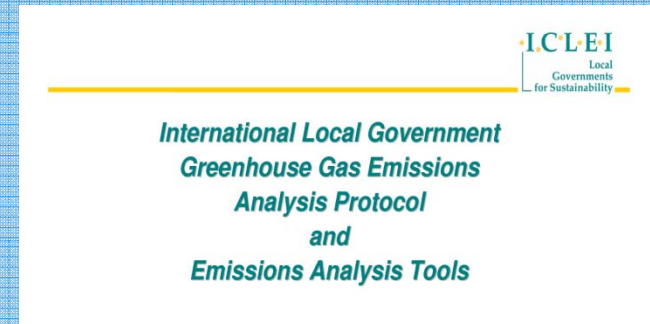 I.C.L.E.I
Local
Governments
for Sustainability
International Local Government
Greenhouse Gas Emissions
Analysis Protocol
and
Emissions Analysis Tools